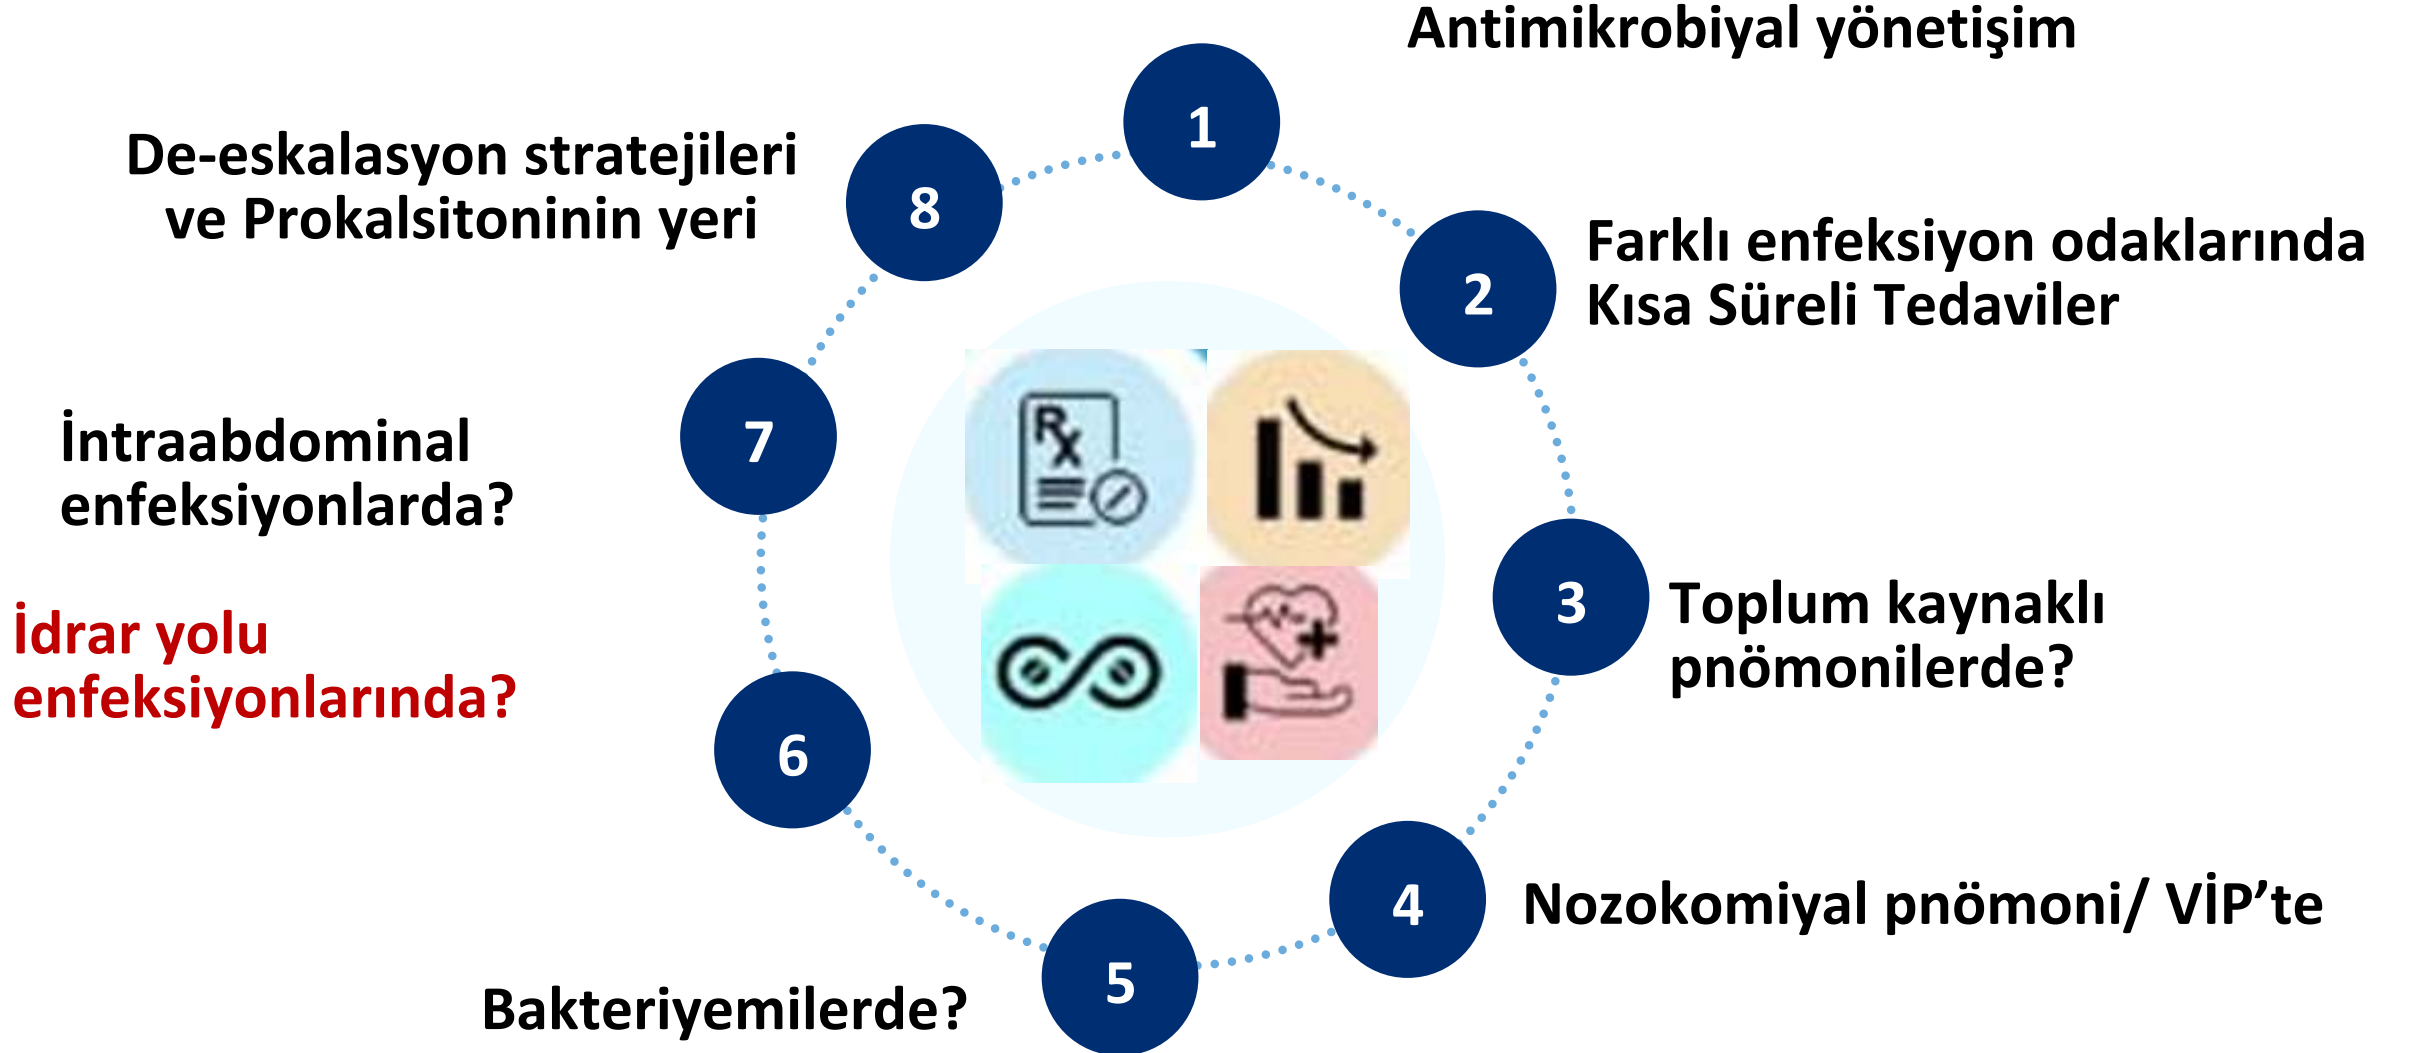 1
Antimikrobiyal yönetişim
2
Farklı enfeksiyon odaklarında
Kısa Süreli Tedaviler
3
Toplum kaynaklı
pnömonilerde?
4
Nozokomiyal pnömoni/ VİP’te
5
Bakteriyemilerde?
6
İdrar yolu
enfeksiyonlarında?
7
İntraabdominal
enfeksiyonlarda?
8
De-eskalasyon stratejileri
ve Prokalsitoninin yeri
Rx